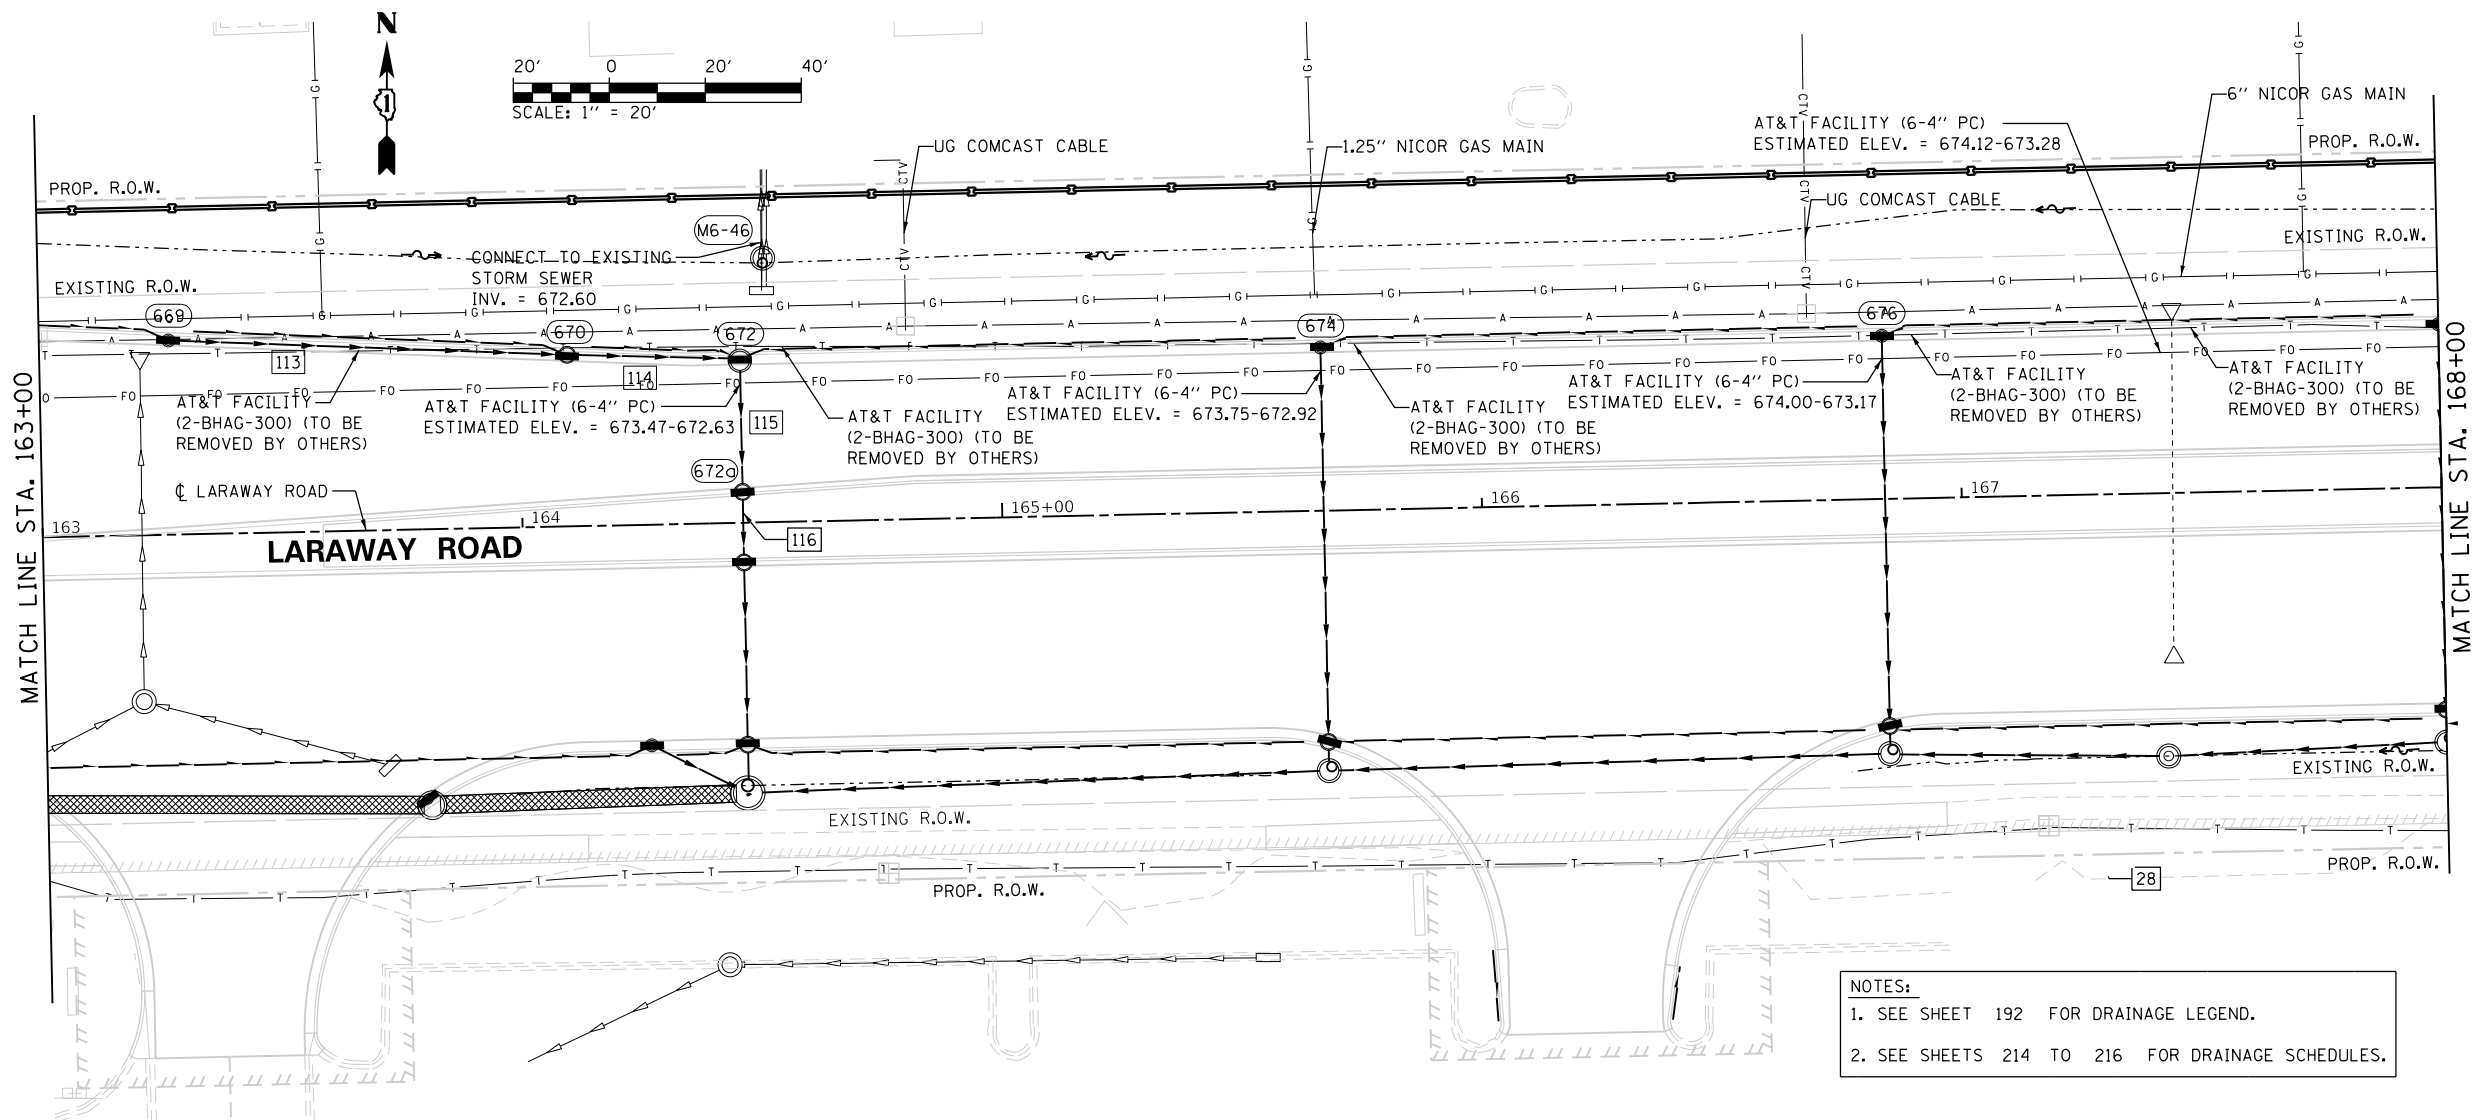 N
1
20' 0 20' 40'
SCALE: 1" = 20'
UG COMCAST CABLE
1.25" NICOR GAS MAIN
AT&T FACILITY (6-4" PC)
ESTIMATED ELEV. = 674.12-673.28
6" NICOR GAS MAIN
PROP. R.O.W.
PROP. R.O.W.
UG COMCAST CABLE
M6-46
CONNECT TO EXISTING
STORM SEWER
INV. = 672.60
EXISTING R.O.W.
EXISTING R.O.W.
669
670
672
674
676
113
114
115
AT&T FACILITY
(2-BHAG-300) (TO BE
REMOVED BY OTHERS)
AT&T FACILITY (6-4" PC)
ESTIMATED ELEV. = 673.47-672.63
AT&T FACILITY
(2-BHAG-300) (TO BE
REMOVED BY OTHERS)
AT&T FACILITY (6-4" PC)
ESTIMATED ELEV. = 673.75-672.92
AT&T FACILITY
(2-BHAG-300) (TO BE
REMOVED BY OTHERS)
AT&T FACILITY (6-4" PC)
ESTIMATED ELEV. = 674.00-673.17
AT&T FACILITY
(2-BHAG-300) (TO BE
REMOVED BY OTHERS)
AT&T FACILITY
(2-BHAG-300) (TO BE
REMOVED BY OTHERS)
672a
℄ LARAWAY ROAD
163
164
165+00
166
167
116
LARAWAY ROAD
MATCH LINE STA. 163+00
MATCH LINE STA. 168+00
EXISTING R.O.W.
EXISTING R.O.W.
PROP. R.O.W.
PROP. R.O.W.
28
NOTES:
1. SEE SHEET 192 FOR DRAINAGE LEGEND.
2. SEE SHEETS 214 TO 216 FOR DRAINAGE SCHEDULES.